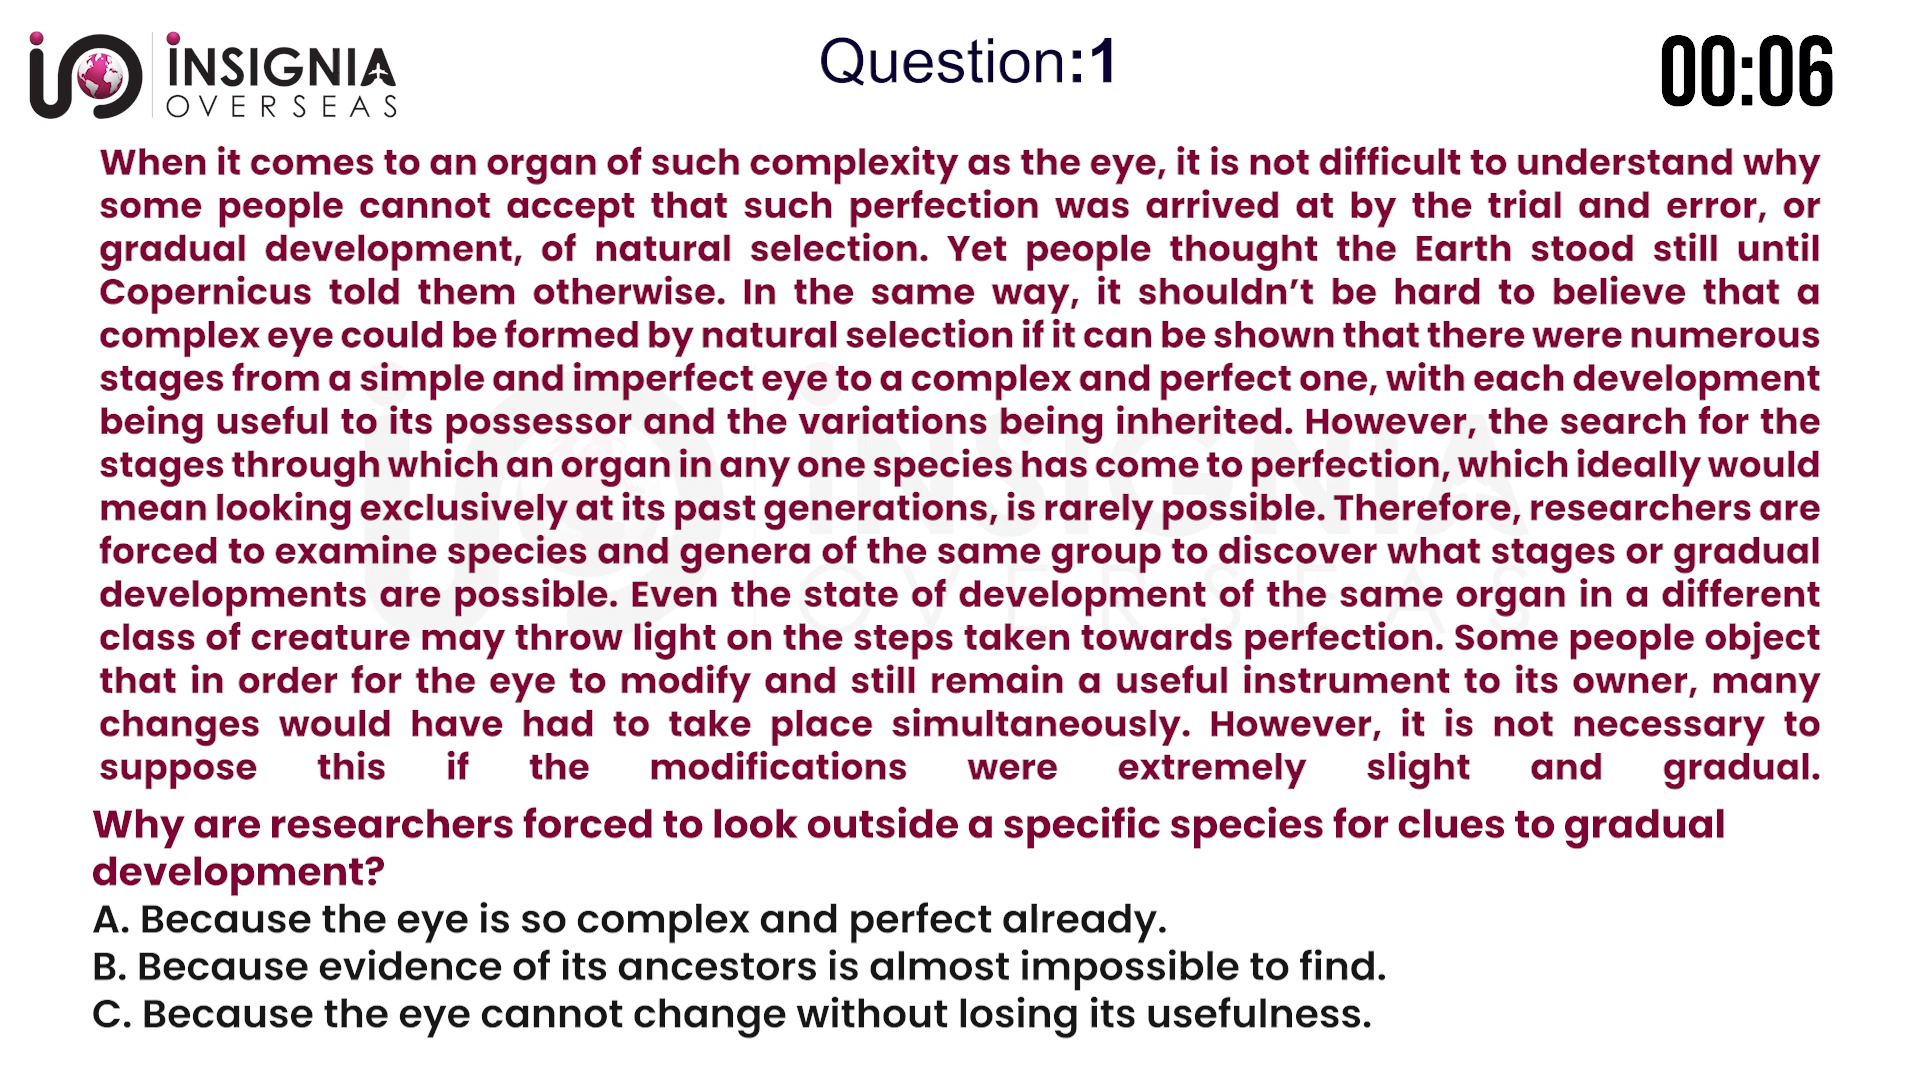 INSIGNIA
OVERSEAS
Question:1
00:06
When it comes to an organ of such complexity as the eye, it is not difficult to understand why
some people cannot accept that such perfection was arrived at by the trial and error, or
gradual development, of natural selection. Yet people thought the Earth stood still until
Copernicus told them otherwise. In the same way, it shouldn’t be hard to believe that a
complex eye could be formed by natural selection if it can be shown that there were numerous
stages from a simple and imperfect eye to a complex and perfect one, with each development
being useful to its possessor and the variations being inherited. However, the search for the
stages through which an organ in any one species has come to perfection, which ideally would
mean looking exclusively at its past generations, is rarely possible. Therefore, researchers are
forced to examine species and genera of the same group to discover what stages or gradual
developments are possible. Even the state of development of the same organ in a different
class of creature may throw light on the steps taken towards perfection. Some people object
that in order for the eye to modify and still remain a useful instrument to its owner, many
changes would have had to take place simultaneously. However, it is not necessary to
suppose this if the modifications were extremely slight and gradual.
Why are researchers forced to look outside a specific species for clues to gradual
development?
A. Because the eye is so complex and perfect already.
B. Because evidence of its ancestors is almost impossible to find.
C. Because the eye cannot change without losing its usefulness.